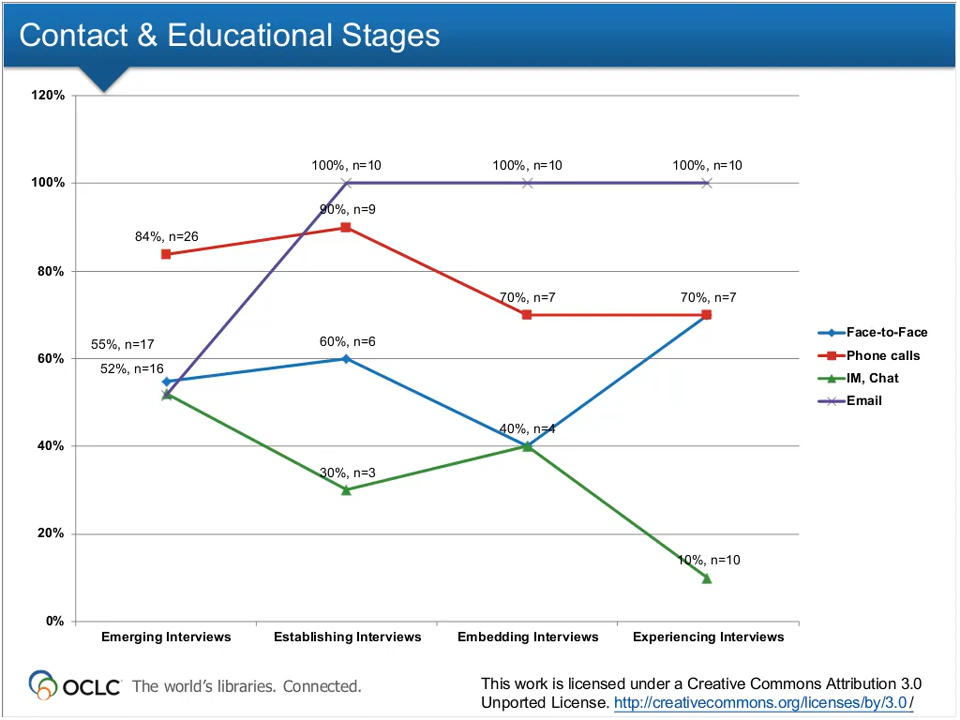 Contact & Educational Stages
120%
100%
80%
60%
40%
20%
0%
100%, n=10
100%, n=10
100%, n=10
90%, n=9
84%, n=26
70%, n=7
70%, n=7
55%, n=17
60%, n=6
52%, n=16
40%, n=4
30%, n=3
10%, n=10
Emerging Interviews
Establishing Interviews
Embedding Interviews
Experiencing Interviews
Face-to-Face
Phone calls
IM, Chat
Email
OCLC
The world's libraries. Connected.
This work is licensed under a Creative Commons Attribution 3.0
Unported License. http://creativecommons.org/licenses/by/3.0/